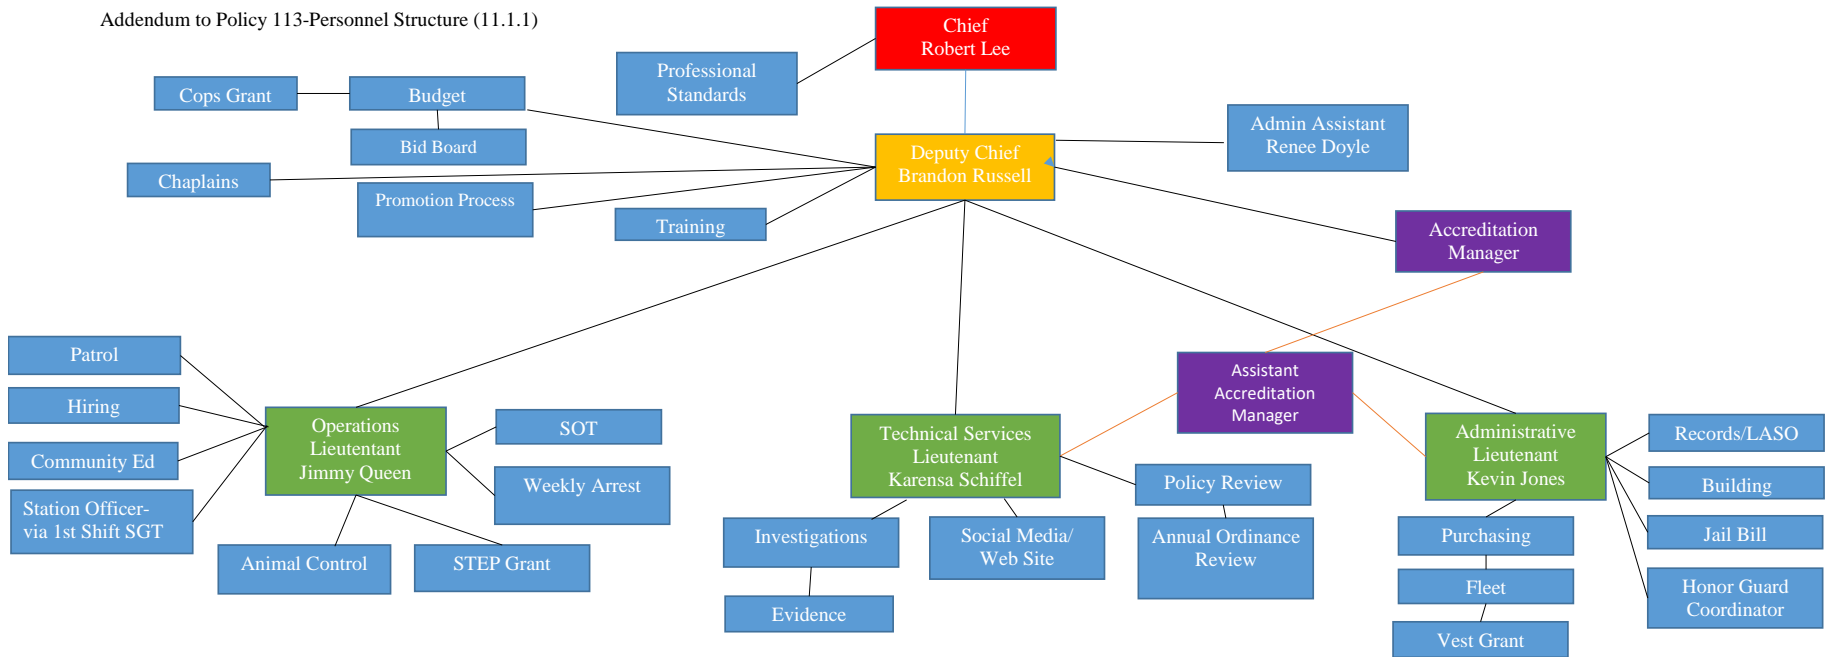 Addendum to Policy 113-Personnel Structure (11.1.1)
Chief
Robert Lee
Professional
Standards
Cops Grant
Budget
Bid Board
Admin Assistant
Renee Doyle
Deputy Chief
Brandon Russell
Chaplains
Promotion Process
Training
Accreditation
Manager
Patrol
Hiring
Community Ed
Station Officer-
via 1st Shift SGT
Operations
Lieutentant
Jimmy Queen
SOT
Weekly Arrest
Animal Control
STEP Grant
Assistant
Accreditation
Manager
Technical Services
Lieutenant
Karensa Schiffel
Policy Review
Annual Ordinance
Review
Investigations
Social Media/
Web Site
Evidence
Administrative
Lieutenant
Kevin Jones
Records/LASO
Building
Jail Bill
Honor Guard
Coordinator
Purchasing
Fleet
Vest Grant